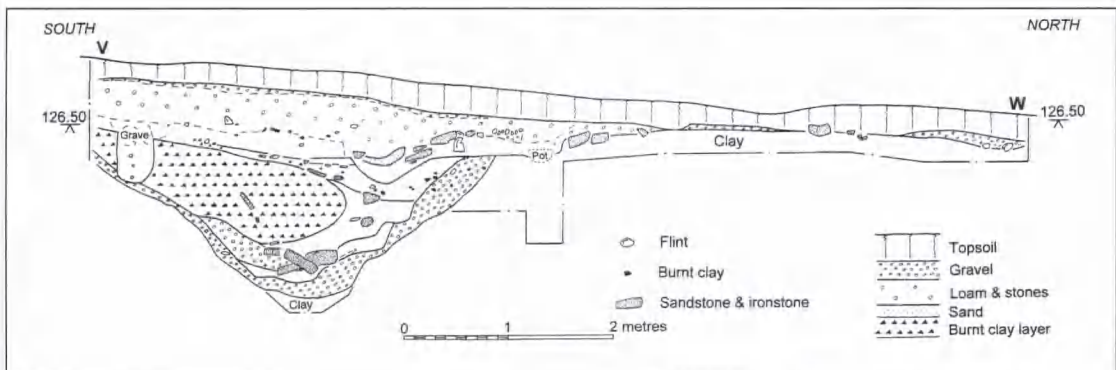 SOUTH
NORTH
V
W
126.50
126.50
Grave
Clay
Pot
Clay
Flint
Burnt clay
Sandstone & ironstone
0 1 2 metres
Topsoil
Gravel
Loam & stones
Sand
Burnt clay layer